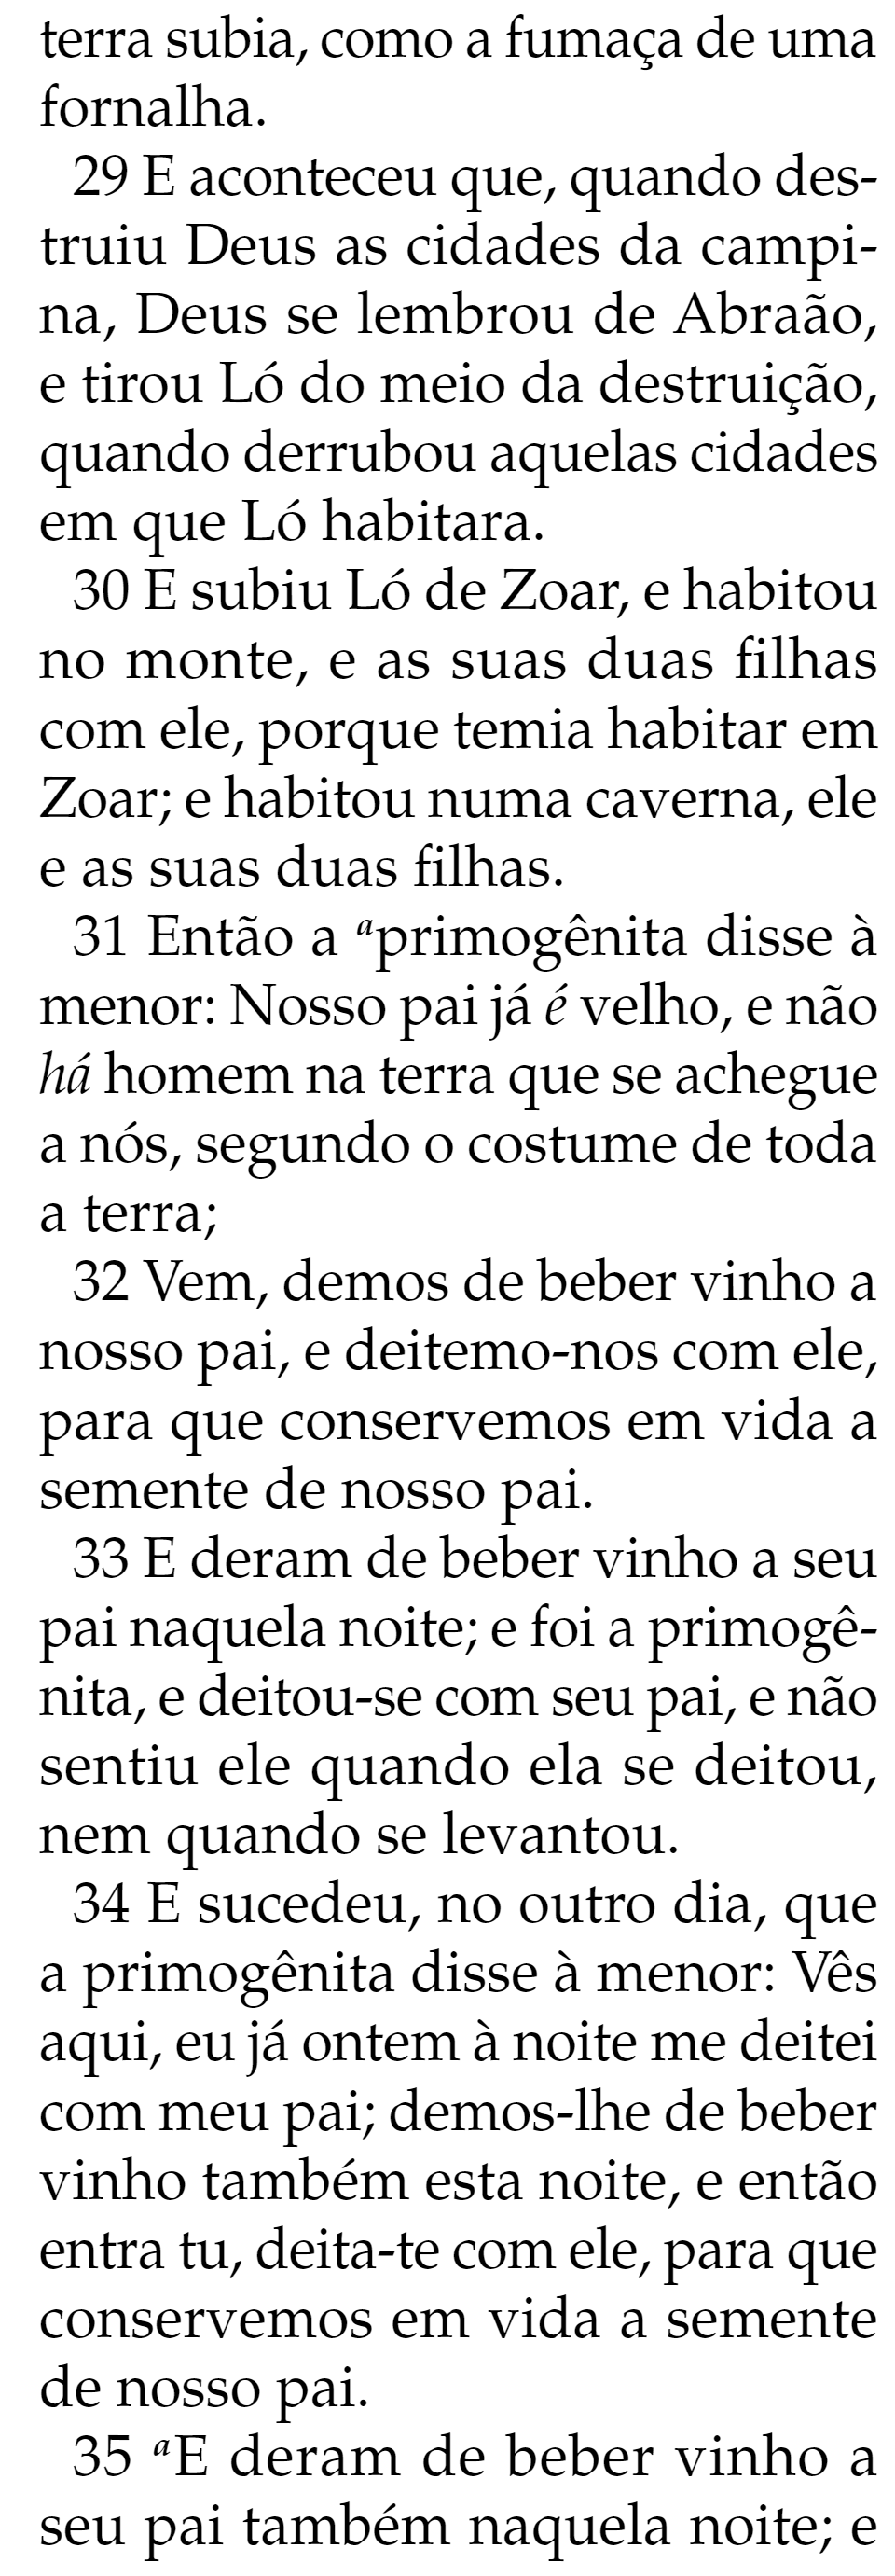 terra subia, como a fumaça de uma
fornalha.
29 E aconteceu que, quando des-
truiu Deus as cidades da campi-
na, Deus se lembrou de Abraão,
e tirou Ló do meio da destruição,
quando derrubou aquelas cidades
em que Ló habitara.
30 E subiu Ló de Zoar, e habitou
no monte, e as suas duas filhas
com ele, porque temia habitar em
Zoar; e habitou numa caverna, ele
e as suas duas filhas.
31 Então a ᵃprimogênita disse à
menor: Nosso pai já é velho, e não
há homem na terra que se achegue
a nós, segundo o costume de toda
a terra;
32 Vem, demos de beber vinho a
nosso pai, e deitemo-nos com ele,
para que conservemos em vida a
semente de nosso pai.
33 E deram de beber vinho a seu
pai naquela noite; e foi a primogê-
nita, e deitou-se com seu pai, e não
sentiu ele quando ela se deitou,
nem quando se levantou.
34 E sucedeu, no outro dia, que
a primogênita disse à menor: Vês
aqui, eu já ontem à noite me deitei
com meu pai; demos-lhe de beber
vinho também esta noite, e então
entra tu, deita-te com ele, para que
conservemos em vida a semente
de nosso pai.
35 ᵃE deram de beber vinho a
seu pai também naquela noite; e